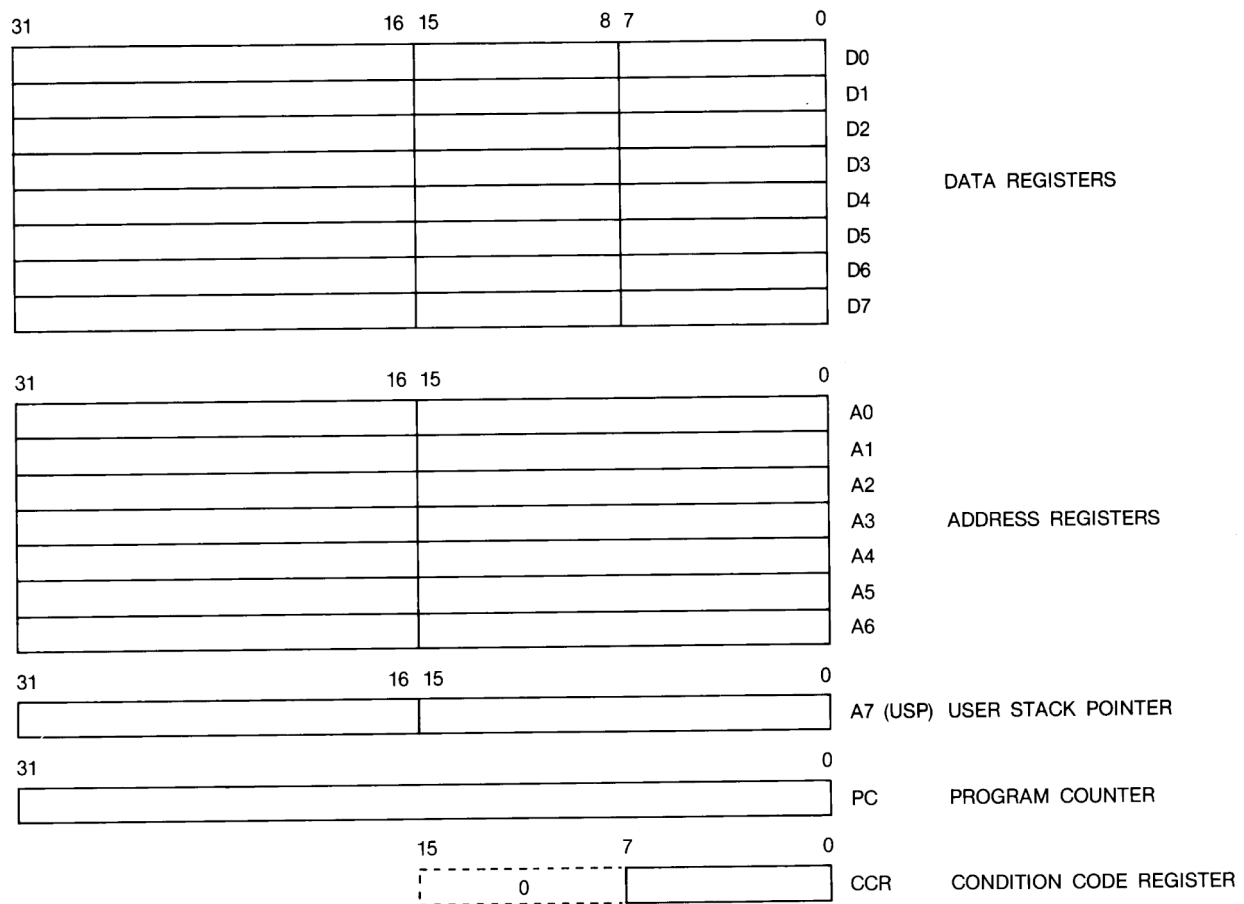 31 16 15 8 7 0
D0
D1
D2
D3
DATA REGISTERS
D4
D5
D6
D7
31 16 15 0
A0
A1
A2
A3 ADDRESS REGISTERS
A4
A5
A6
31 16 15 0
A7 (USP) USER STACK POINTER
31 0
PC PROGRAM COUNTER
15 7 0
0 CCR CONDITION CODE REGISTER